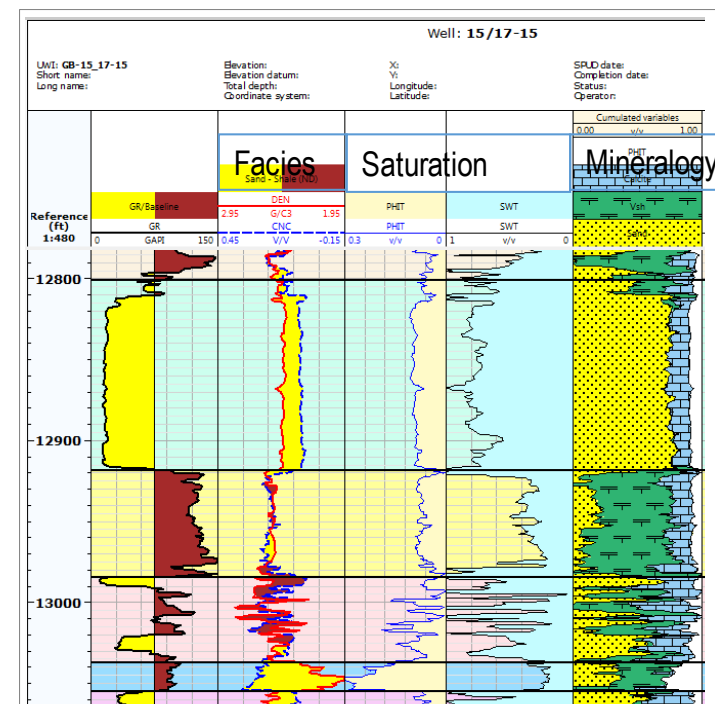 Well: 15/17-15
UWI: GB-15_17-15
Short name:
Long name:
Elevation:
Elevation datum:
Total depth:
Coordinate system:
X:
Y:
Longitude:
Latitude:
SPUD date:
Completion date:
Status:
Operator:
Cumulated variables
0.00 v/v 1.00
PHIT
Facies
Saturation
Mineralogy
Sand - Shale (ND)
Calcite
Reference
(ft)
1:480
GR/Baseline
GR
0 GAPI 150
DEN
2.95 G/C3 1.95
CNC
0.45 V/V -0.15
PHIT
PHIT
0.3 v/v 0
SWT
SWT
1 v/v 0
Vsh
Sand
12800
12900
13000